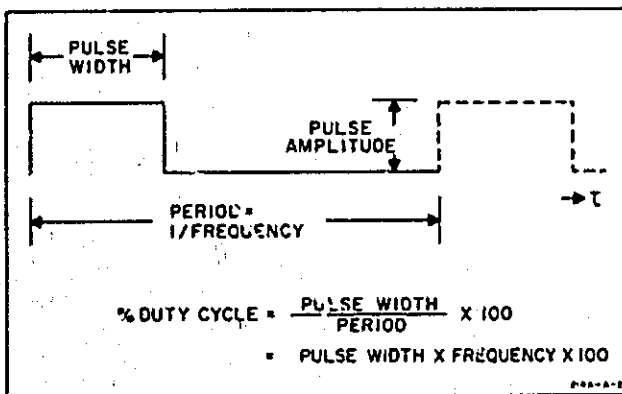 PULSE
WIDTH
PULSE
AMPLITUDE
τ
PERIOD =
1/FREQUENCY
% DUTY CYCLE = PULSE WIDTH / PERIOD X 100
= PULSE WIDTH X FREQUENCY X 100